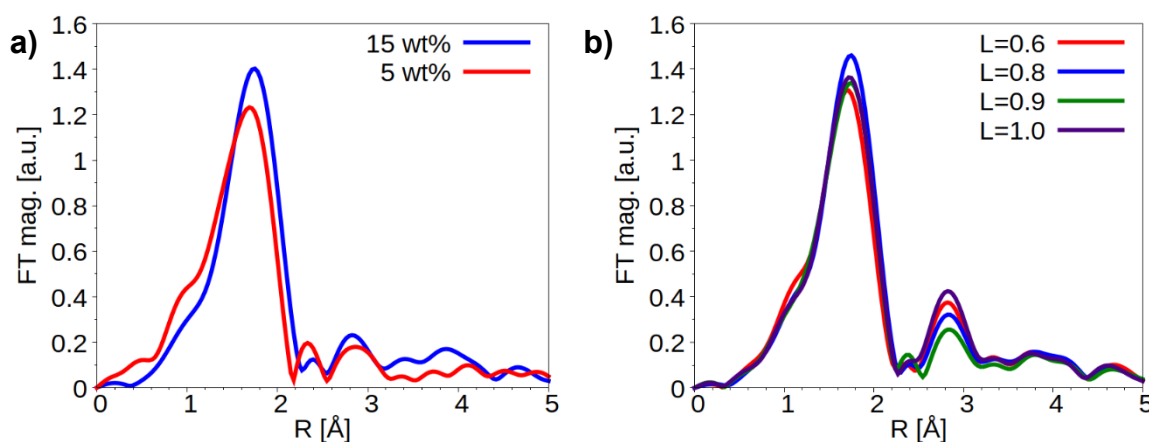 a)
FT mag. [a.u.]
1.6
1.4
1.2
1
0.8
0.6
0.4
0.2
0
15 wt%
5 wt%
0 1 2 3 4 5
R [Å]
b)
FT mag. [a.u.]
1.6
1.4
1.2
1
0.8
0.6
0.4
0.2
0
L=0.6
L=0.8
L=0.9
L=1.0
0 1 2 3 4 5
R [Å]